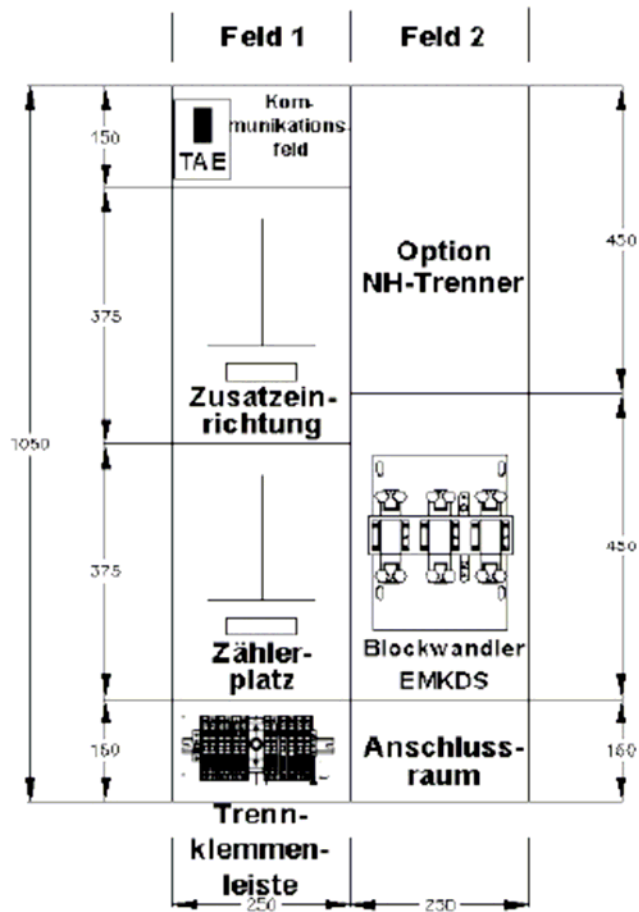 Feld 1
Feld 2
150
Kom-
munikations
feld
TAE
375
Option
NH-Trenner
450
Zusatzein-
richtung
1050
375
450
Zähler-
platz
Blockwandler
EMKDS
150
Anschluss-
raum
150
Trenn-
klemmen-
leiste
250
250